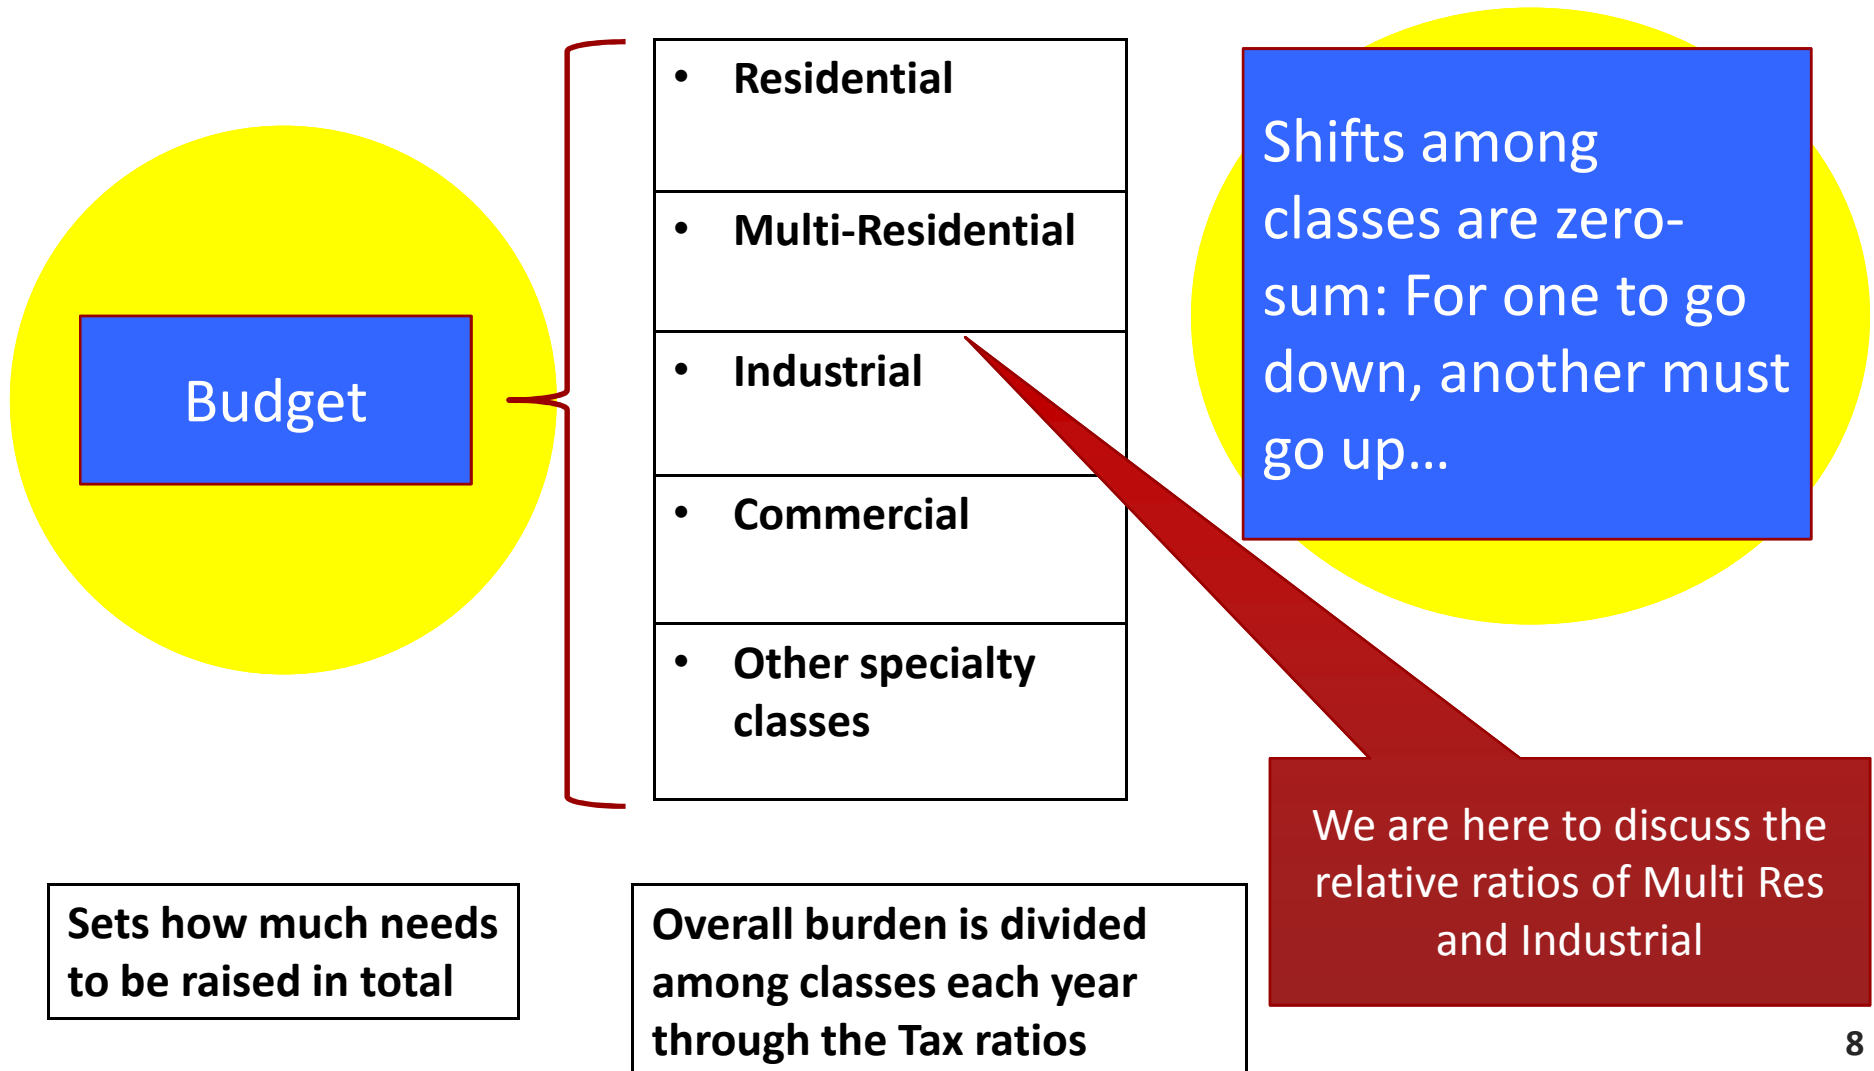 Budget
• Residential
• Multi-Residential
• Industrial
• Commercial
• Other specialty
classes
Shifts among
classes are zero-
sum: For one to go
down, another must
go up…
We are here to discuss the
relative ratios of Multi Res
and Industrial
Sets how much needs
to be raised in total
Overall burden is divided
among classes each year
through the Tax ratios
8